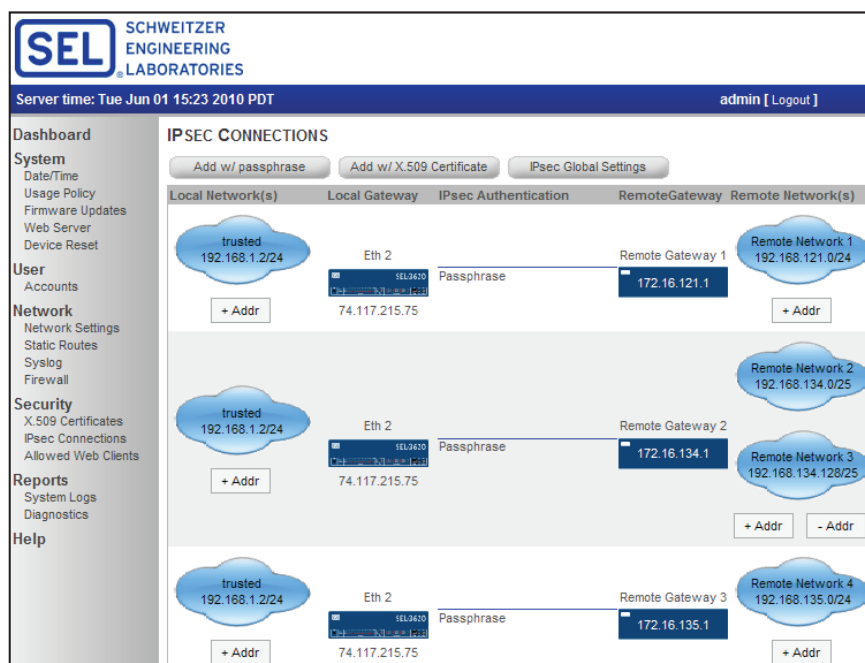 SEL
SCHWEITZER
ENGINEERING
LABORATORIES
®
Server time: Tue Jun 01 15:23 2010 PDT
admin [ Logout ]
Dashboard
System
Date/Time
Usage Policy
Firmware Updates
Web Server
Device Reset
User
Accounts
Network
Network Settings
Static Routes
Syslog
Firewall
Security
X.509 Certificates
IPsec Connections
Allowed Web Clients
Reports
System Logs
Diagnostics
Help
IPSEC CONNECTIONS
Add w/ passphrase
Add w/ X.509 Certificate
IPsec Global Settings
Local Network(s) Local Gateway IPsec Authentication RemoteGateway Remote Network(s)
trusted
192.168.1.2/24
+ Addr
Eth 2
SEL-3620
74.117.215.75
Passphrase
Remote Gateway 1
172.16.121.1
Remote Network 1
192.168.121.0/24
+ Addr
trusted
192.168.1.2/24
+ Addr
Eth 2
SEL-3620
74.117.215.75
Passphrase
Remote Gateway 2
172.16.134.1
Remote Network 2
192.168.134.0/25
Remote Network 3
192.168.134.128/25
+ Addr
- Addr
trusted
192.168.1.2/24
+ Addr
Eth 2
SEL-3620
74.117.215.75
Passphrase
Remote Gateway 3
172.16.135.1
Remote Network 4
192.168.135.0/24
+ Addr